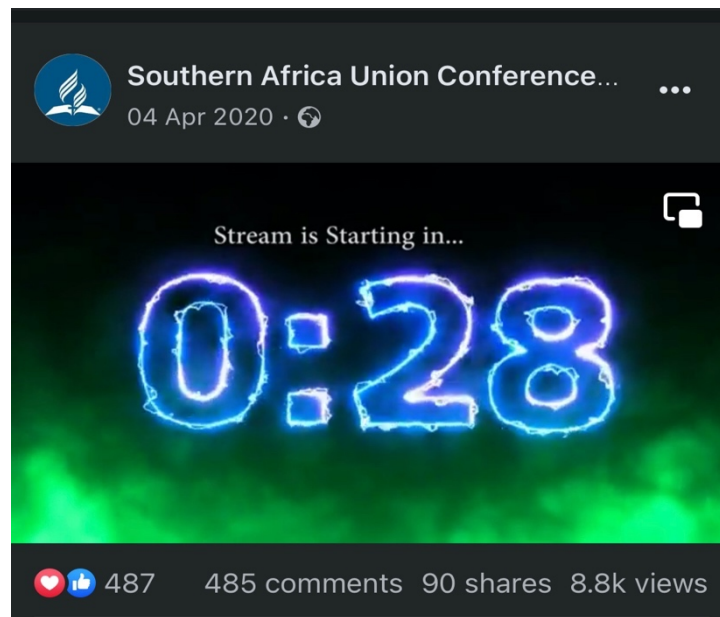 Southern Africa Union Conference...
04 Apr 2020 ·
Stream is Starting in...
0:28
487 485 comments 90 shares 8.8k views